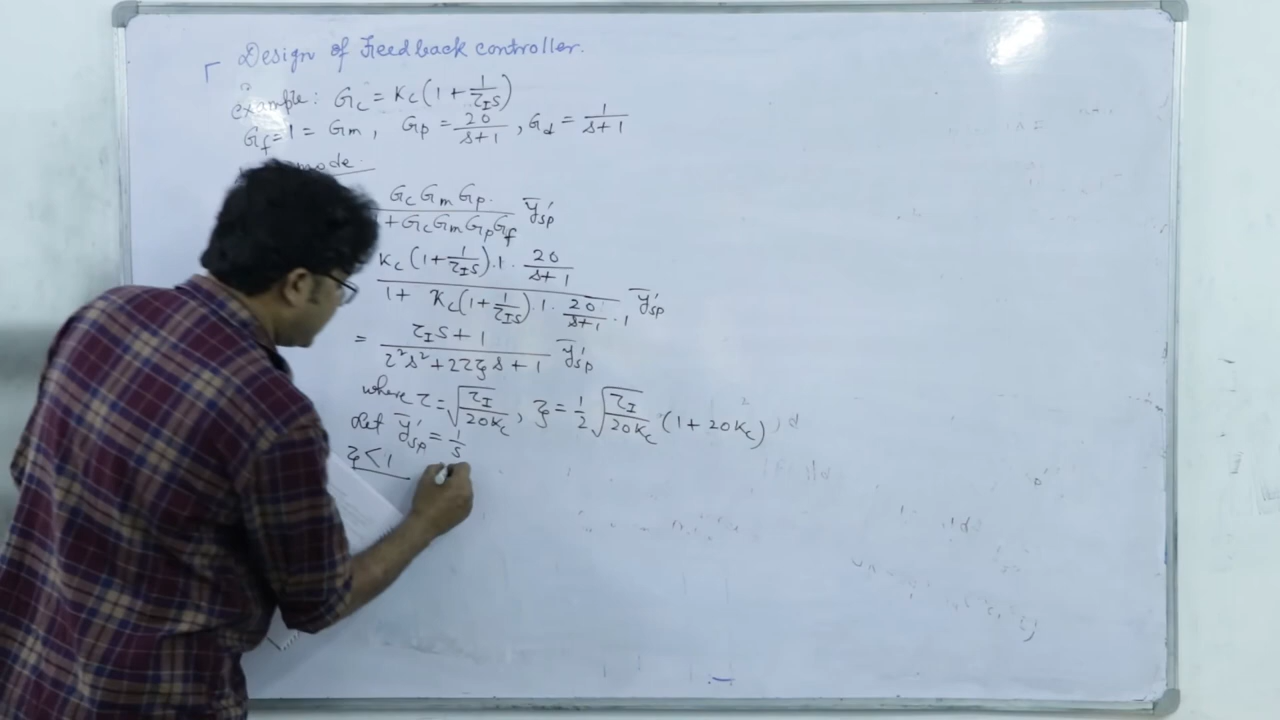 Design of Feedback controller.
example: G_c = K_c (1 + 1/(τ_I s))
G_f = 1 = G_m, G_p = 20/(s+1), G_d = 1/(s+1)
mode.
G_c G_m G_p / (+ G_c G_m G_p G_f) ȳ'_sp
K_c (1 + 1/(τ_I s)) . 1 . 20/(s+1) / (1 + K_c (1 + 1/(τ_I s)) . 1 . 20/(s+1) . 1) ȳ'_sp
= (τ_I s + 1) / (τ²s² + 2τζs + 1) ȳ'_sp
where τ = √(τ_I/(20K_c)), ζ = 1/2 √(τ_I/(20K_c)) (1 + 20K_c)
Let ȳ'_sp = 1/s
ζ < 1